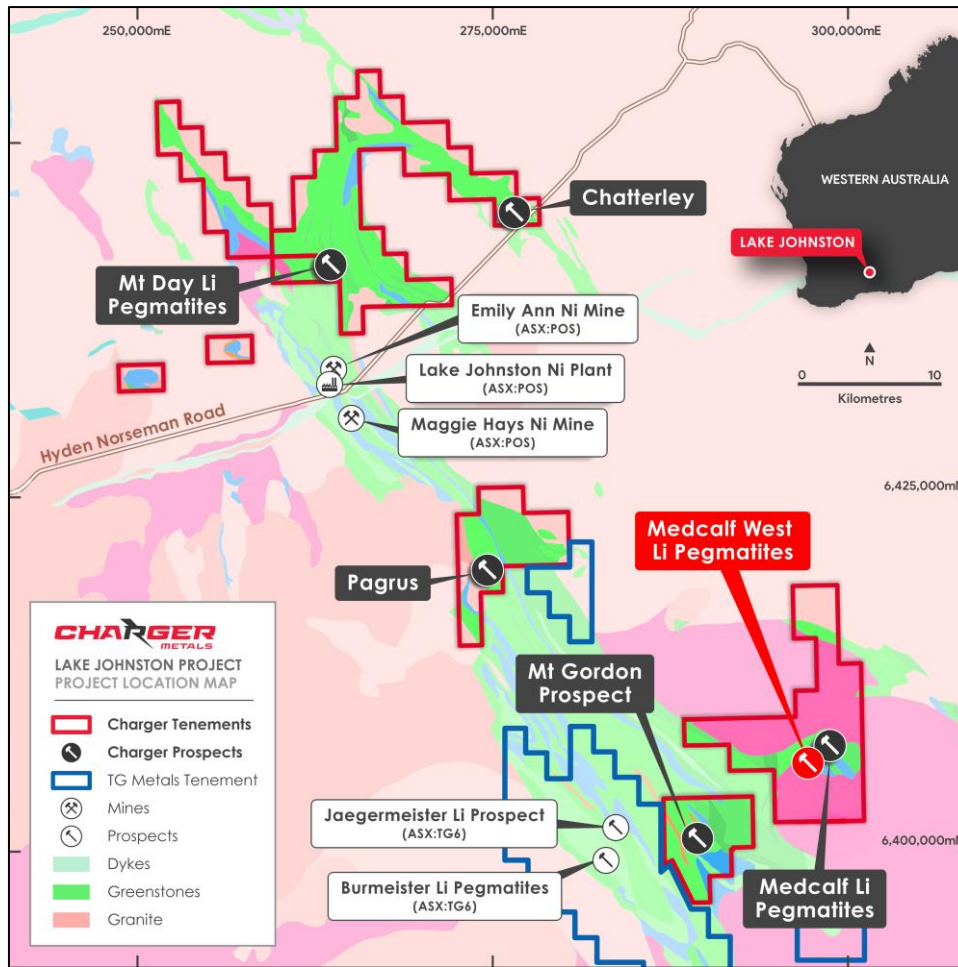 250,000mE
275,000mE
300,000mE
WESTERN AUSTRALIA
LAKE JOHNSTON
Chatterley
Mt Day Li
Pegmatites
Emily Ann Ni Mine
(ASX:POS)
Lake Johnston Ni Plant
(ASX:POS)
Maggie Hays Ni Mine
(ASX:POS)
N
0 10
Kilometres
Hyden Norseman Road
6,425,000mN
Medcalf West
Li Pegmatites
Pagrus
Mt Gordon
Prospect
CHARGER
METALS
LAKE JOHNSTON PROJECT
PROJECT LOCATION MAP
Charger Tenements
Charger Prospects
TG Metals Tenement
Mines
Prospects
Dykes
Greenstones
Granite
Jaegermeister Li Prospect
(ASX:TG6)
Burmeister Li Pegmatites
(ASX:TG6)
6,400,000mN
Medcalf Li
Pegmatites